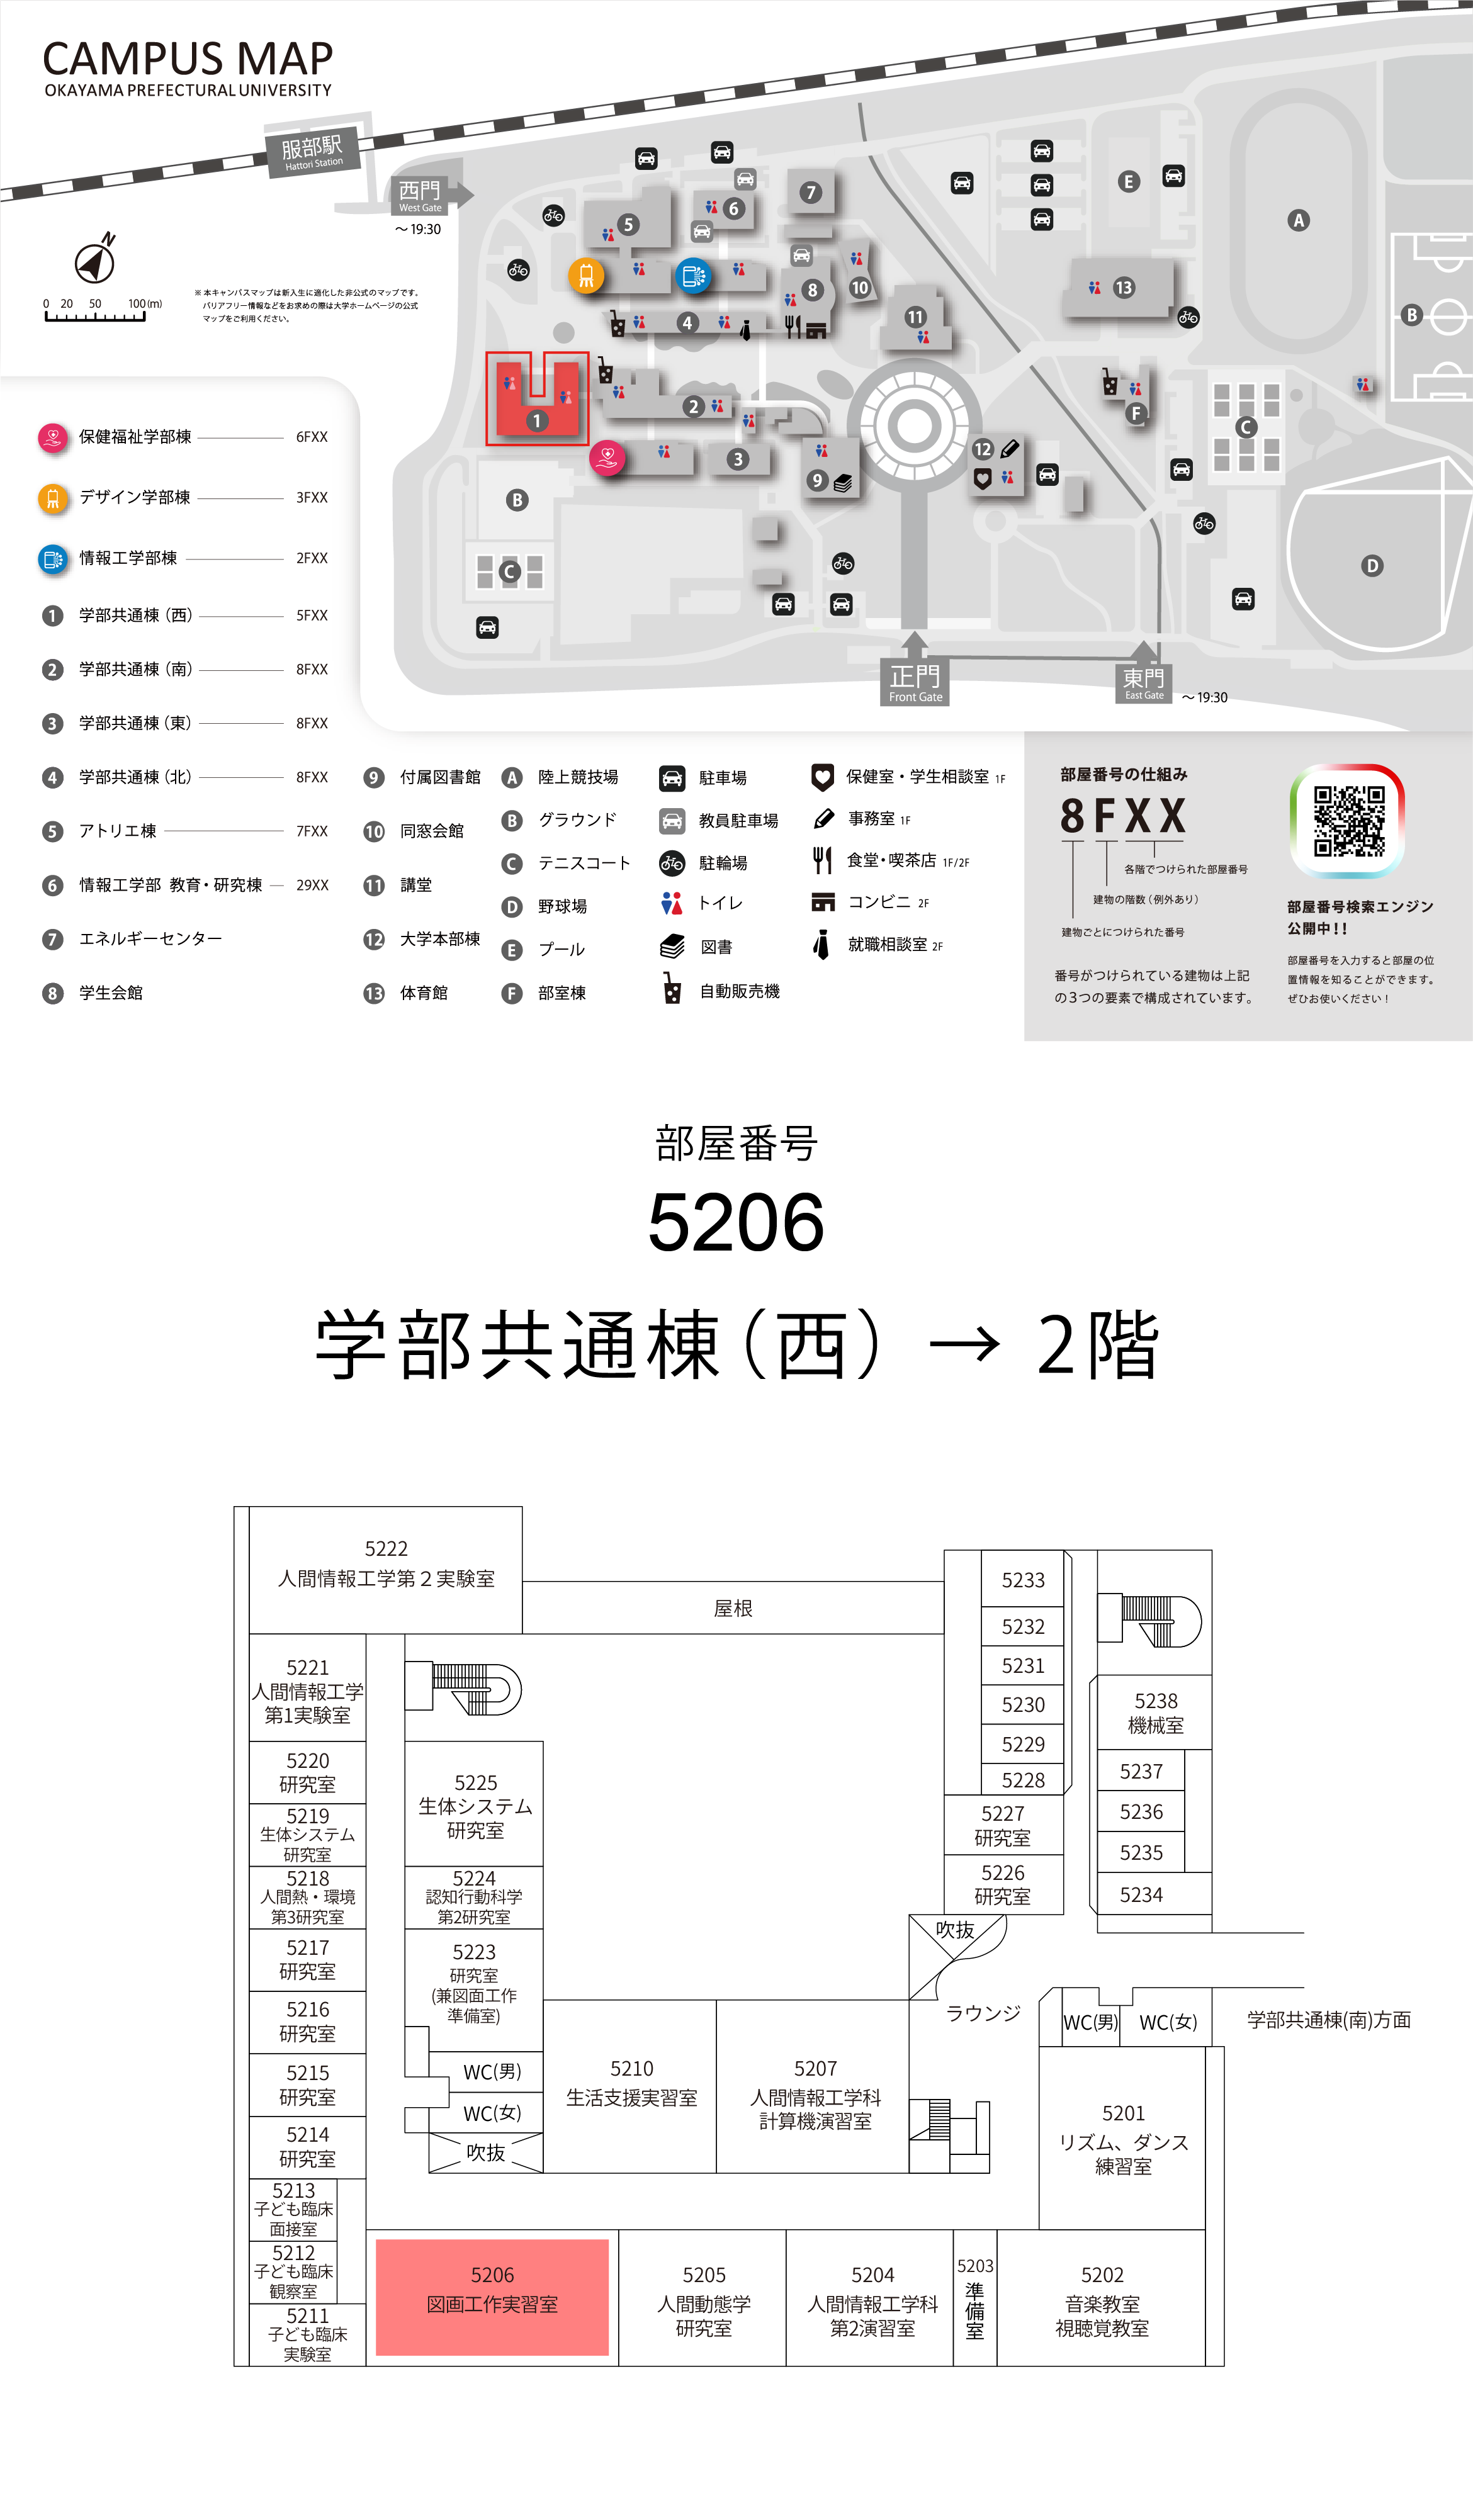 CAMPUS MAP
OKAYAMA PREFECTURAL UNIVERSITY
服部駅
Hattori Station
西門
West Gate
～19:30
N
0 20 50 100(m)
※本キャンパスマップは新入生に適化した非公式のマップです。
バリアフリー情報などをお求めの際は大学ホームページの公式
マップをご利用ください。
5
6
7
8
10
4
11
13
1
2
3
9
12
A
B
C
D
E
F
B
C
正門
Front Gate
東門
East Gate
～19:30
保健福祉学部棟 6FXX
デザイン学部棟 3FXX
情報工学部棟 2FXX
1 学部共通棟（西） 5FXX
2 学部共通棟（南） 8FXX
3 学部共通棟（東） 8FXX
4 学部共通棟（北） 8FXX
5 アトリエ棟 7FXX
6 情報工学部 教育・研究棟 29XX
7 エネルギーセンター
8 学生会館
9 付属図書館
10 同窓会館
11 講堂
12 大学本部棟
13 体育館
A 陸上競技場
B グラウンド
C テニスコート
D 野球場
E プール
F 部室棟
駐車場
教員駐車場
駐輪場
トイレ
図書
自動販売機
保健室・学生相談室 1F
事務室 1F
食堂・喫茶店 1F/2F
コンビニ 2F
就職相談室 2F
部屋番号の仕組み
8FXX
各階でつけられた部屋番号
建物の階数（例外あり）
建物ごとにつけられた番号
番号がつけられている建物は上記
の3つの要素で構成されています。
部屋番号検索エンジン
公開中！！
部屋番号を入力すると部屋の位
置情報を知ることができます。
ぜひお使いください！
部屋番号
5206
学部共通棟（西） → 2階
5222
人間情報工学第２実験室
屋根
5221
人間情報工学
第1実験室
5220
研究室
5219
生体システム
研究室
5218
人間熱・環境
第3研究室
5217
研究室
5216
研究室
5215
研究室
5214
研究室
5213
子ども臨床
面接室
5212
子ども臨床
観察室
5211
子ども臨床
実験室
5225
生体システム
研究室
5224
認知行動科学
第2研究室
5223
研究室
(兼図面工作
準備室)
WC(男)
WC(女)
吹抜
5210
生活支援実習室
5207
人間情報工学科
計算機演習室
5233
5232
5231
5230
5229
5228
5227
研究室
5226
研究室
吹抜
ラウンジ
5238
機械室
5237
5236
5235
5234
WC(男)
WC(女)
学部共通棟(南)方面
5201
リズム、ダンス
練習室
5206
図画工作実習室
5205
人間動態学
研究室
5204
人間情報工学科
第2演習室
5203
準備室
5202
音楽教室
視聴覚教室